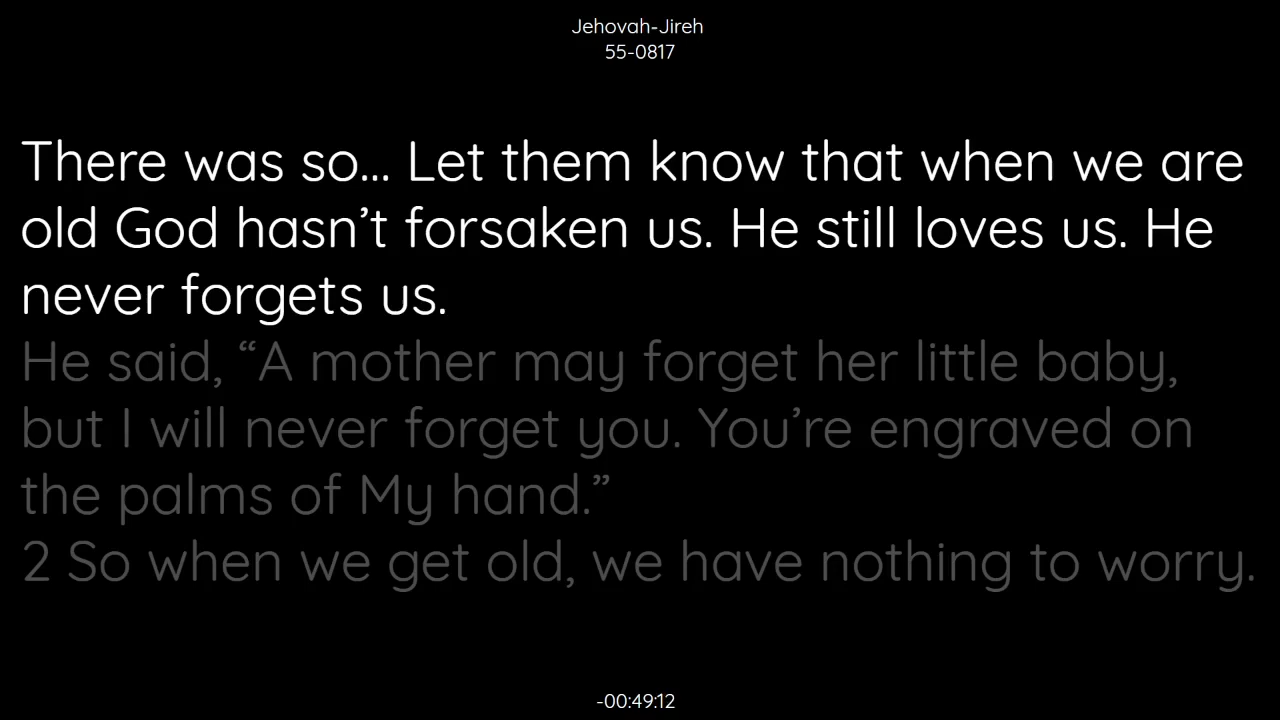 Jehovah-Jireh
55-0817
There was so... Let them know that when we are
old God hasn’t forsaken us. He still loves us. He
never forgets us.
He said, “A mother may forget her little baby,
but I will never forget you. You’re engraved on
the palms of My hand.”
2 So when we get old, we have nothing to worry.
-00:49:12